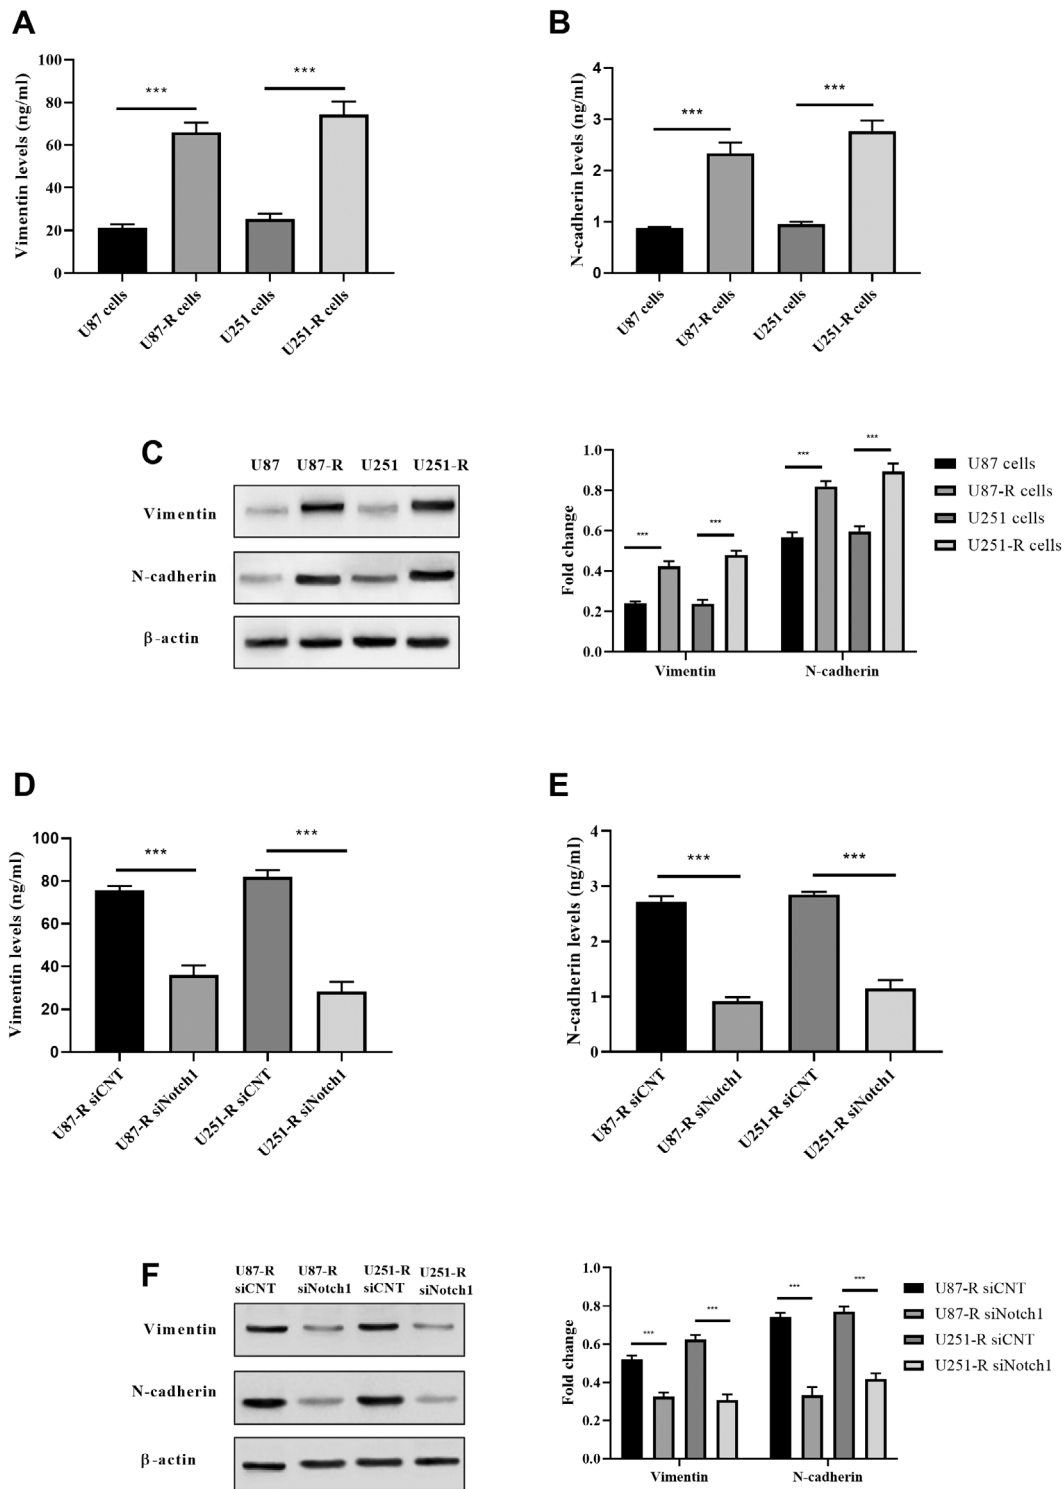 A
Vimentin levels (ng/ml)
100
80
60
40
20
0
***
***
U87 cells
U87-R cells
U251 cells
U251-R cells
B
N-cadherin levels (ng/ml)
4
3
2
1
0
***
***
U87 cells
U87-R cells
U251 cells
U251-R cells
C
U87 U87-R U251 U251-R
Vimentin
N-cadherin
β-actin
Fold change
1.0
0.8
0.6
0.4
0.2
0.0
***
***
***
***
Vimentin
N-cadherin
U87 cells
U87-R cells
U251 cells
U251-R cells
D
Vimentin levels (ng/ml)
100
80
60
40
20
0
***
***
U87-R siCNT
U87-R siNotch1
U251-R siCNT
U251-R siNotch1
E
N-cadherin levels (ng/ml)
4
3
2
1
0
***
***
U87-R siCNT
U87-R siNotch1
U251-R siCNT
U251-R siNotch1
F
U87-R U87-R U251-R U251-R
siCNT siNotch1 siCNT siNotch1
Vimentin
N-cadherin
β-actin
Fold change
1.0
0.8
0.6
0.4
0.2
0.0
***
***
***
***
Vimentin
N-cadherin
U87-R siCNT
U87-R siNotch1
U251-R siCNT
U251-R siNotch1